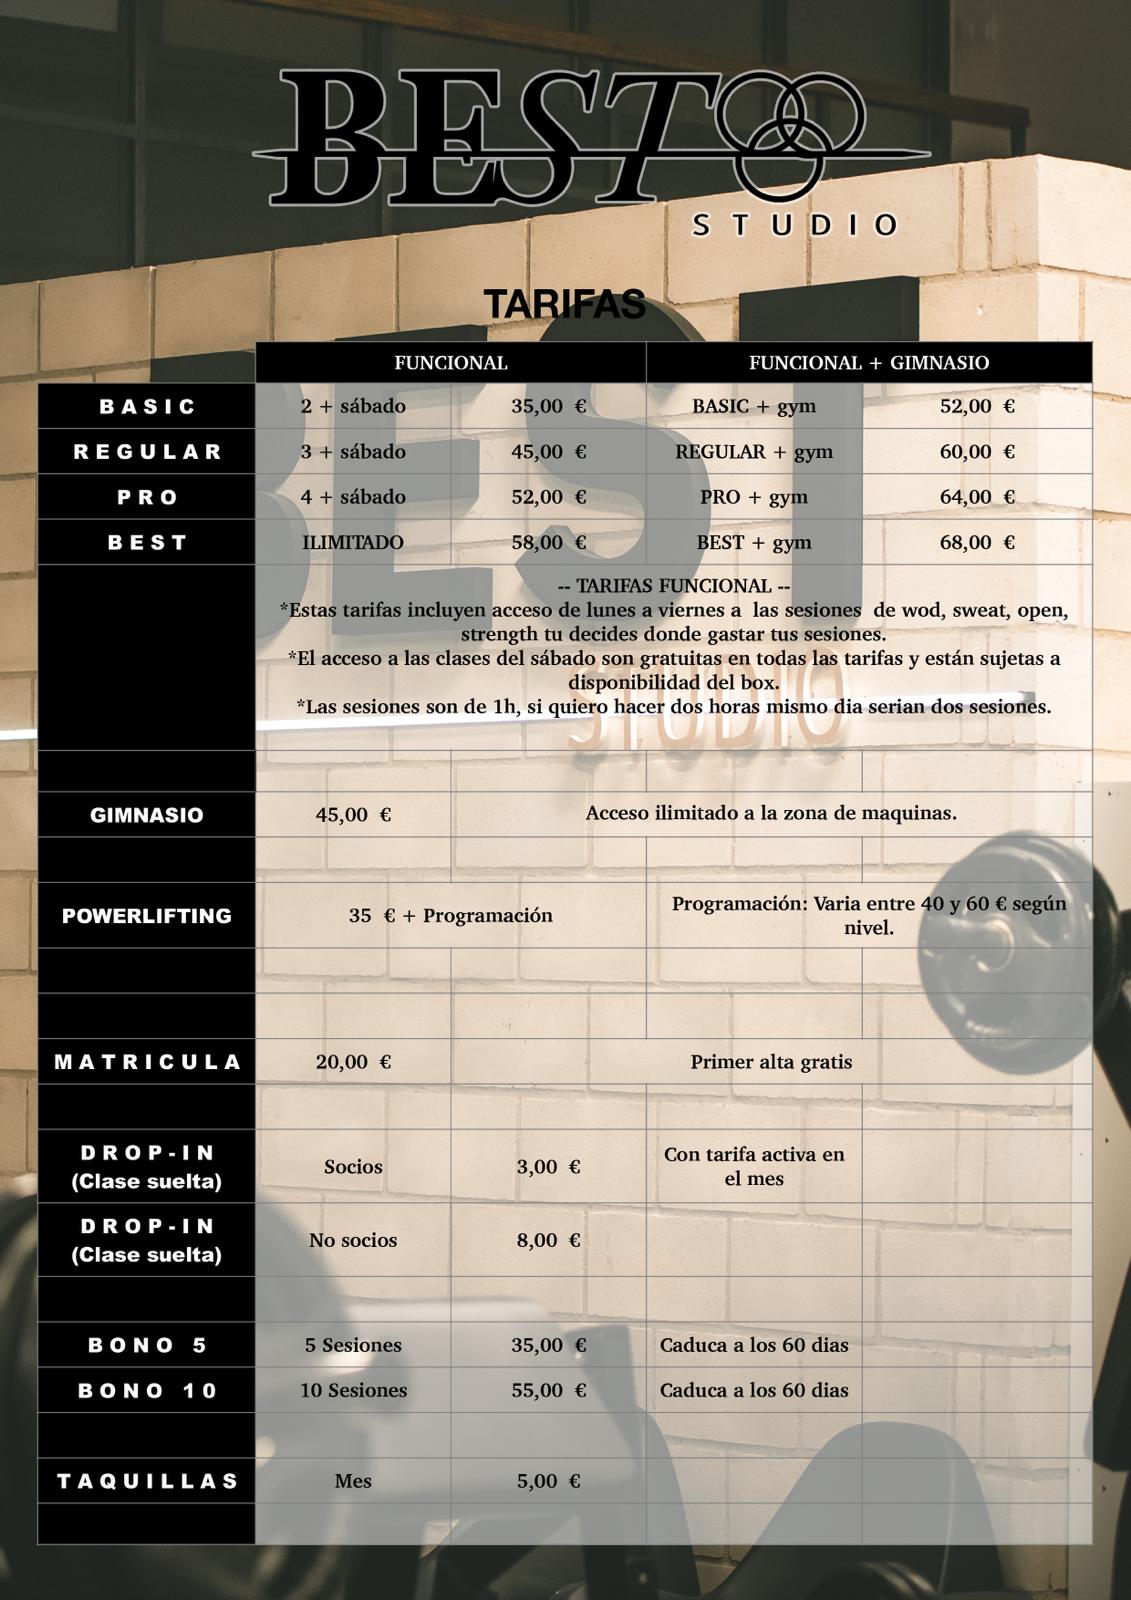 BEST
STUDIO
TARIFAS
FUNCIONAL FUNCIONAL + GIMNASIO
BASIC 2 + sábado 35,00 € BASIC + gym 52,00 €
REGULAR 3 + sábado 45,00 € REGULAR + gym 60,00 €
PRO 4 + sábado 52,00 € PRO + gym 64,00 €
BEST ILIMITADO 58,00 € BEST + gym 68,00 €
-- TARIFAS FUNCIONAL --
*Estas tarifas incluyen acceso de lunes a viernes a las sesiones de wod, sweat, open,
strength tu decides donde gastar tus sesiones.
*El acceso a las clases del sábado son gratuitas en todas las tarifas y están sujetas a
disponibilidad del box.
*Las sesiones son de 1h, si quiero hacer dos horas mismo dia serian dos sesiones.
BEST
STUDIO
GIMNASIO 45,00 € Acceso ilimitado a la zona de maquinas.
POWERLIFTING 35 € + Programación Programación: Varia entre 40 y 60 € según
nivel.
MATRICULA 20,00 € Primer alta gratis
DROP-IN
(Clase suelta) Socios 3,00 € Con tarifa activa en
el mes
DROP-IN
(Clase suelta) No socios 8,00 €
BONO 5 5 Sesiones 35,00 € Caduca a los 60 dias
BONO 10 10 Sesiones 55,00 € Caduca a los 60 dias
TAQUILLAS Mes 5,00 €